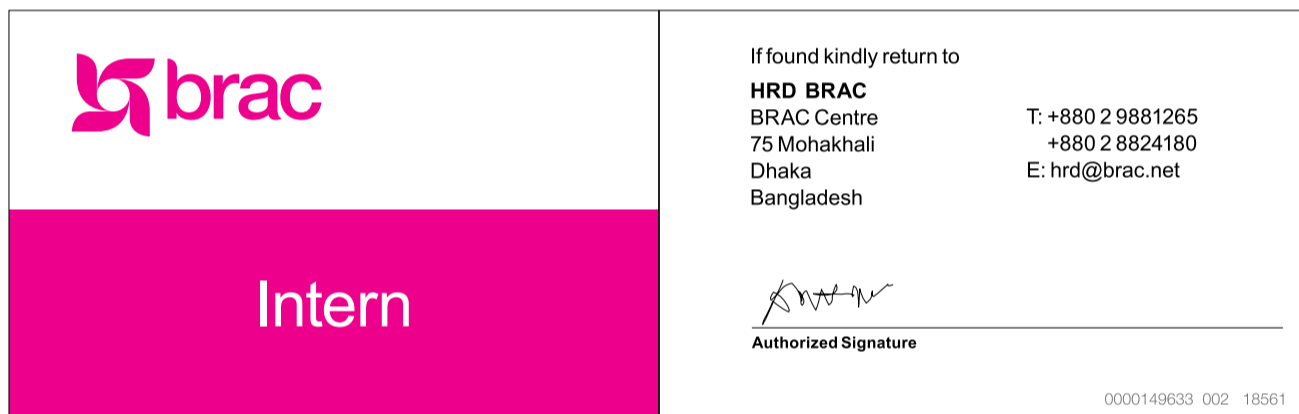 brac
Intern
If found kindly return to
HRD BRAC
BRAC Centre
75 Mohakhali
Dhaka
Bangladesh
T: +880 2 9881265
+880 2 8824180
E: hrd@brac.net
Authorized Signature
0000149633 002 18561